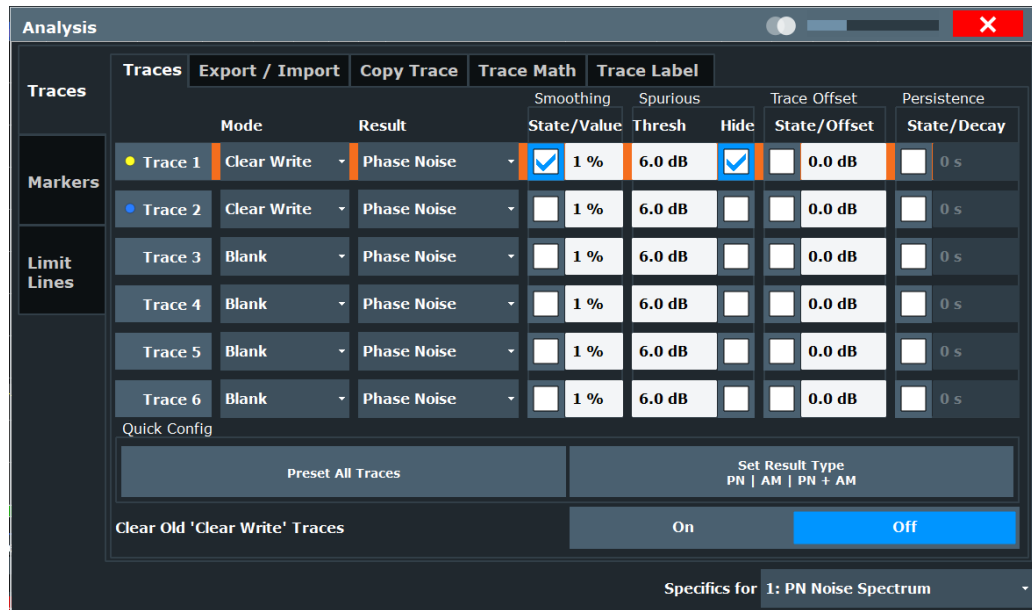 Analysis
Traces
Markers
Limit
Lines
Traces Export / Import Copy Trace Trace Math Trace Label
Smoothing Spurious Trace Offset Persistence
Mode Result State/Value Thresh Hide State/Offset State/Decay
Trace 1 Clear Write Phase Noise 1 % 6.0 dB 0.0 dB 0 s
Trace 2 Clear Write Phase Noise 1 % 6.0 dB 0.0 dB 0 s
Trace 3 Blank Phase Noise 1 % 6.0 dB 0.0 dB 0 s
Trace 4 Blank Phase Noise 1 % 6.0 dB 0.0 dB 0 s
Trace 5 Blank Phase Noise 1 % 6.0 dB 0.0 dB 0 s
Trace 6 Blank Phase Noise 1 % 6.0 dB 0.0 dB 0 s
Quick Config
Preset All Traces
Set Result Type
PN | AM | PN + AM
Clear Old 'Clear Write' Traces On Off
Specifics for 1: PN Noise Spectrum